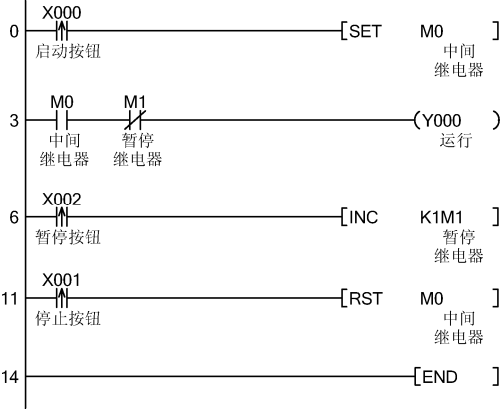 X000
0 SET M0
启动按钮 中间
继电器
M0 M1
3 Y000
中间 暂停 运行
继电器 继电器
X002
6 INC K1M1
暂停按钮 暂停
继电器
X001
11 RST M0
停止按钮 中间
继电器
14 END